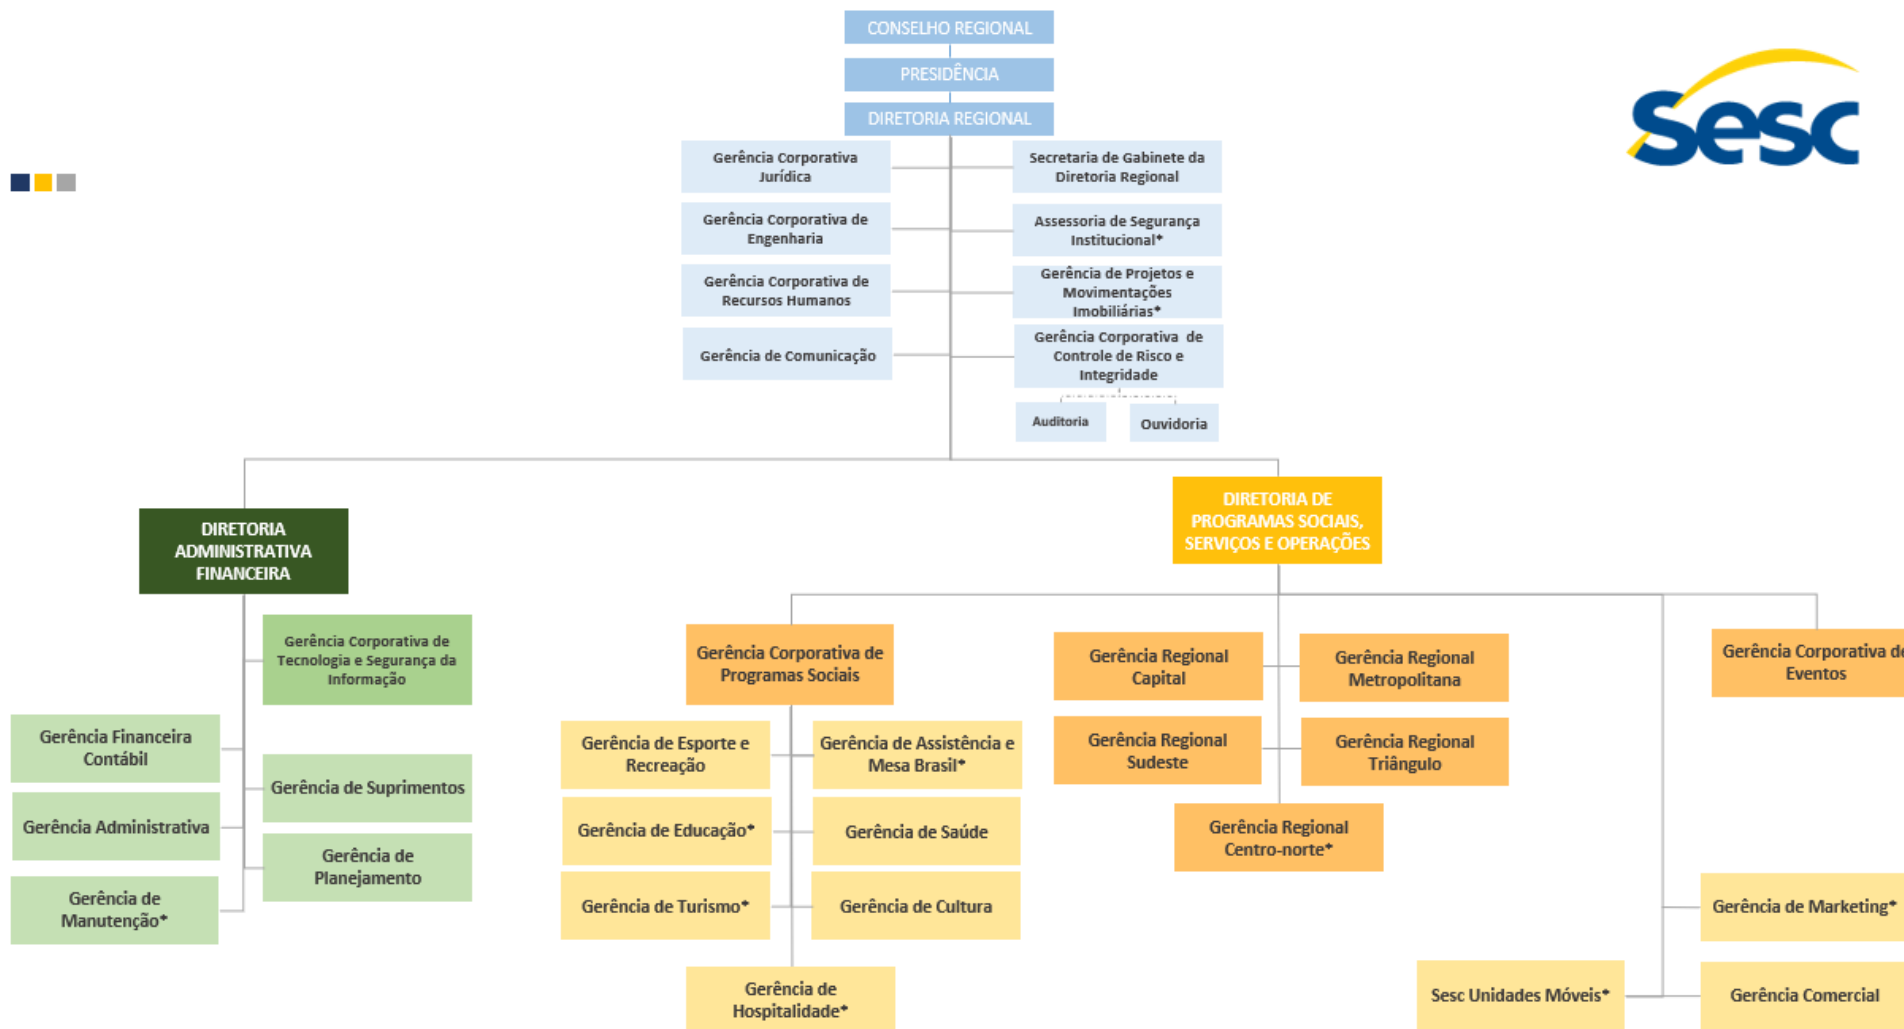 CONSELHO REGIONAL
PRESIDÊNCIA
DIRETORIA REGIONAL
Sesc
Gerência Corporativa
Jurídica
Secretaria de Gabinete da
Diretoria Regional
Gerência Corporativa de
Engenharia
Assessoria de Segurança
Institucional*
Gerência Corporativa de
Recursos Humanos
Gerência de Projetos e
Movimentações
Imobiliárias*
Gerência de Comunicação
Gerência Corporativa de
Controle de Risco e
Integridade
Auditoria
Ouvidoria
DIRETORIA
ADMINISTRATIVA
FINANCEIRA
Gerência Corporativa de
Tecnologia e Segurança da
Informação
Gerência Financeira
Contábil
Gerência de Suprimentos
Gerência Administrativa
Gerência de
Planejamento
Gerência de
Manutenção*
DIRETORIA DE
PROGRAMAS SOCIAIS,
SERVIÇOS E OPERAÇÕES
Gerência Corporativa de
Programas Sociais
Gerência de Esporte e
Recreação
Gerência de Assistência e
Mesa Brasil*
Gerência de Educação*
Gerência de Saúde
Gerência de Turismo*
Gerência de Cultura
Gerência de
Hospitalidade*
Gerência Regional
Capital
Gerência Regional
Metropolitana
Gerência Regional
Sudeste
Gerência Regional
Triângulo
Gerência Regional
Centro-norte*
Gerência Corporativa de
Eventos
Gerência de Marketing*
Sesc Unidades Móveis*
Gerência Comercial